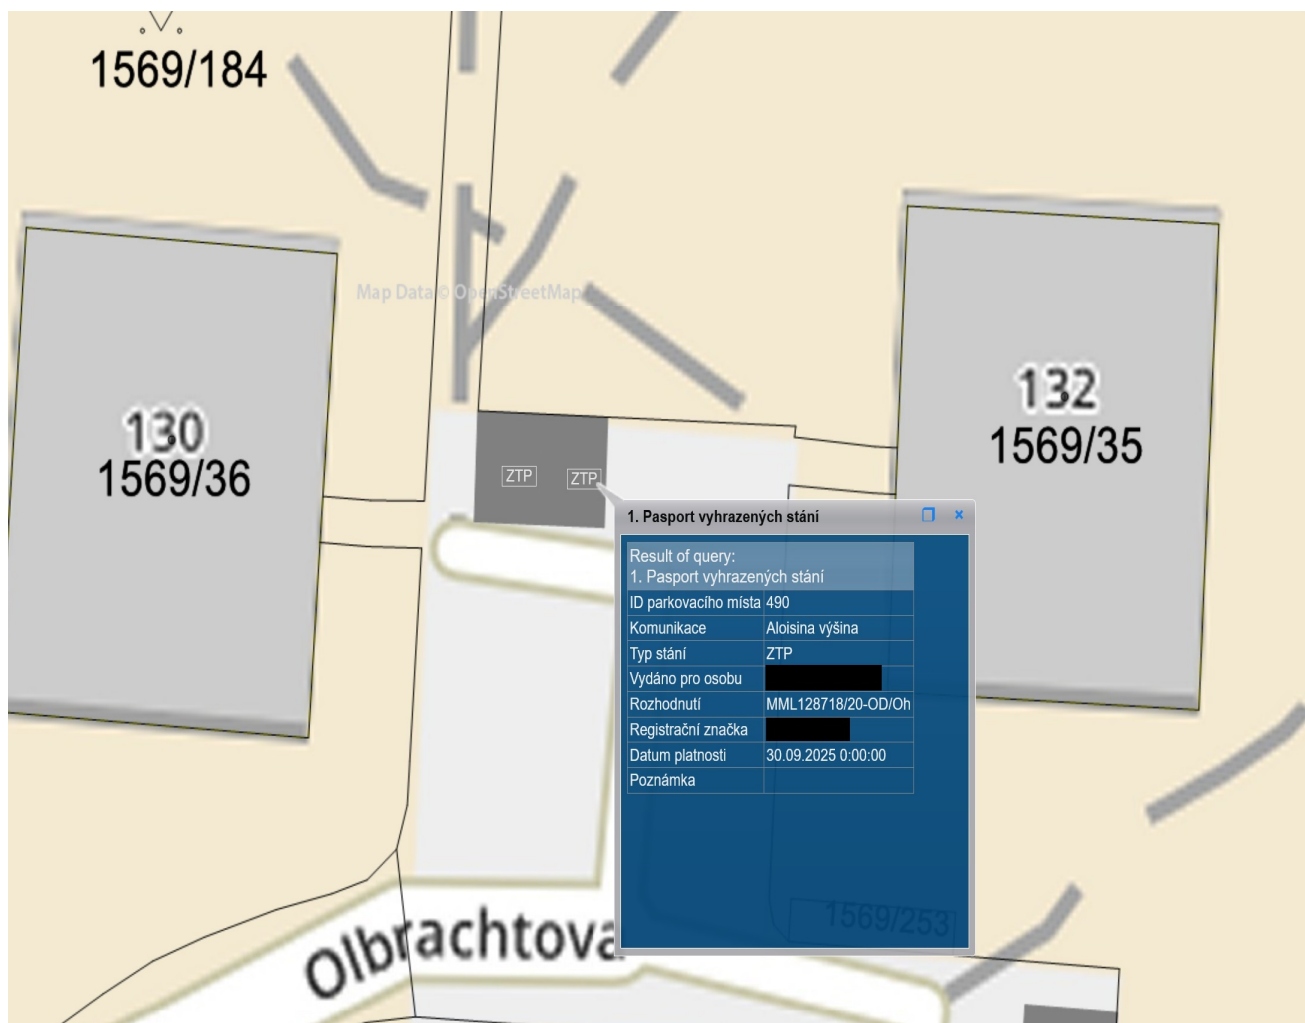 1569/184
Map Data © OpenStreetMap
130
1569/36
132
1569/35
ZTP
ZTP
1. Pasport vyhrazených stání
Result of query:
1. Pasport vyhrazených stání
ID parkovacího místa 490
Komunikace Aloisina výšina
Typ stání ZTP
Vydáno pro osobu
Rozhodnutí MML128718/20-OD/Oh
Registrační značka
Datum platnosti 30.09.2025 0:00:00
Poznámka
1569/253
Olbrachtova